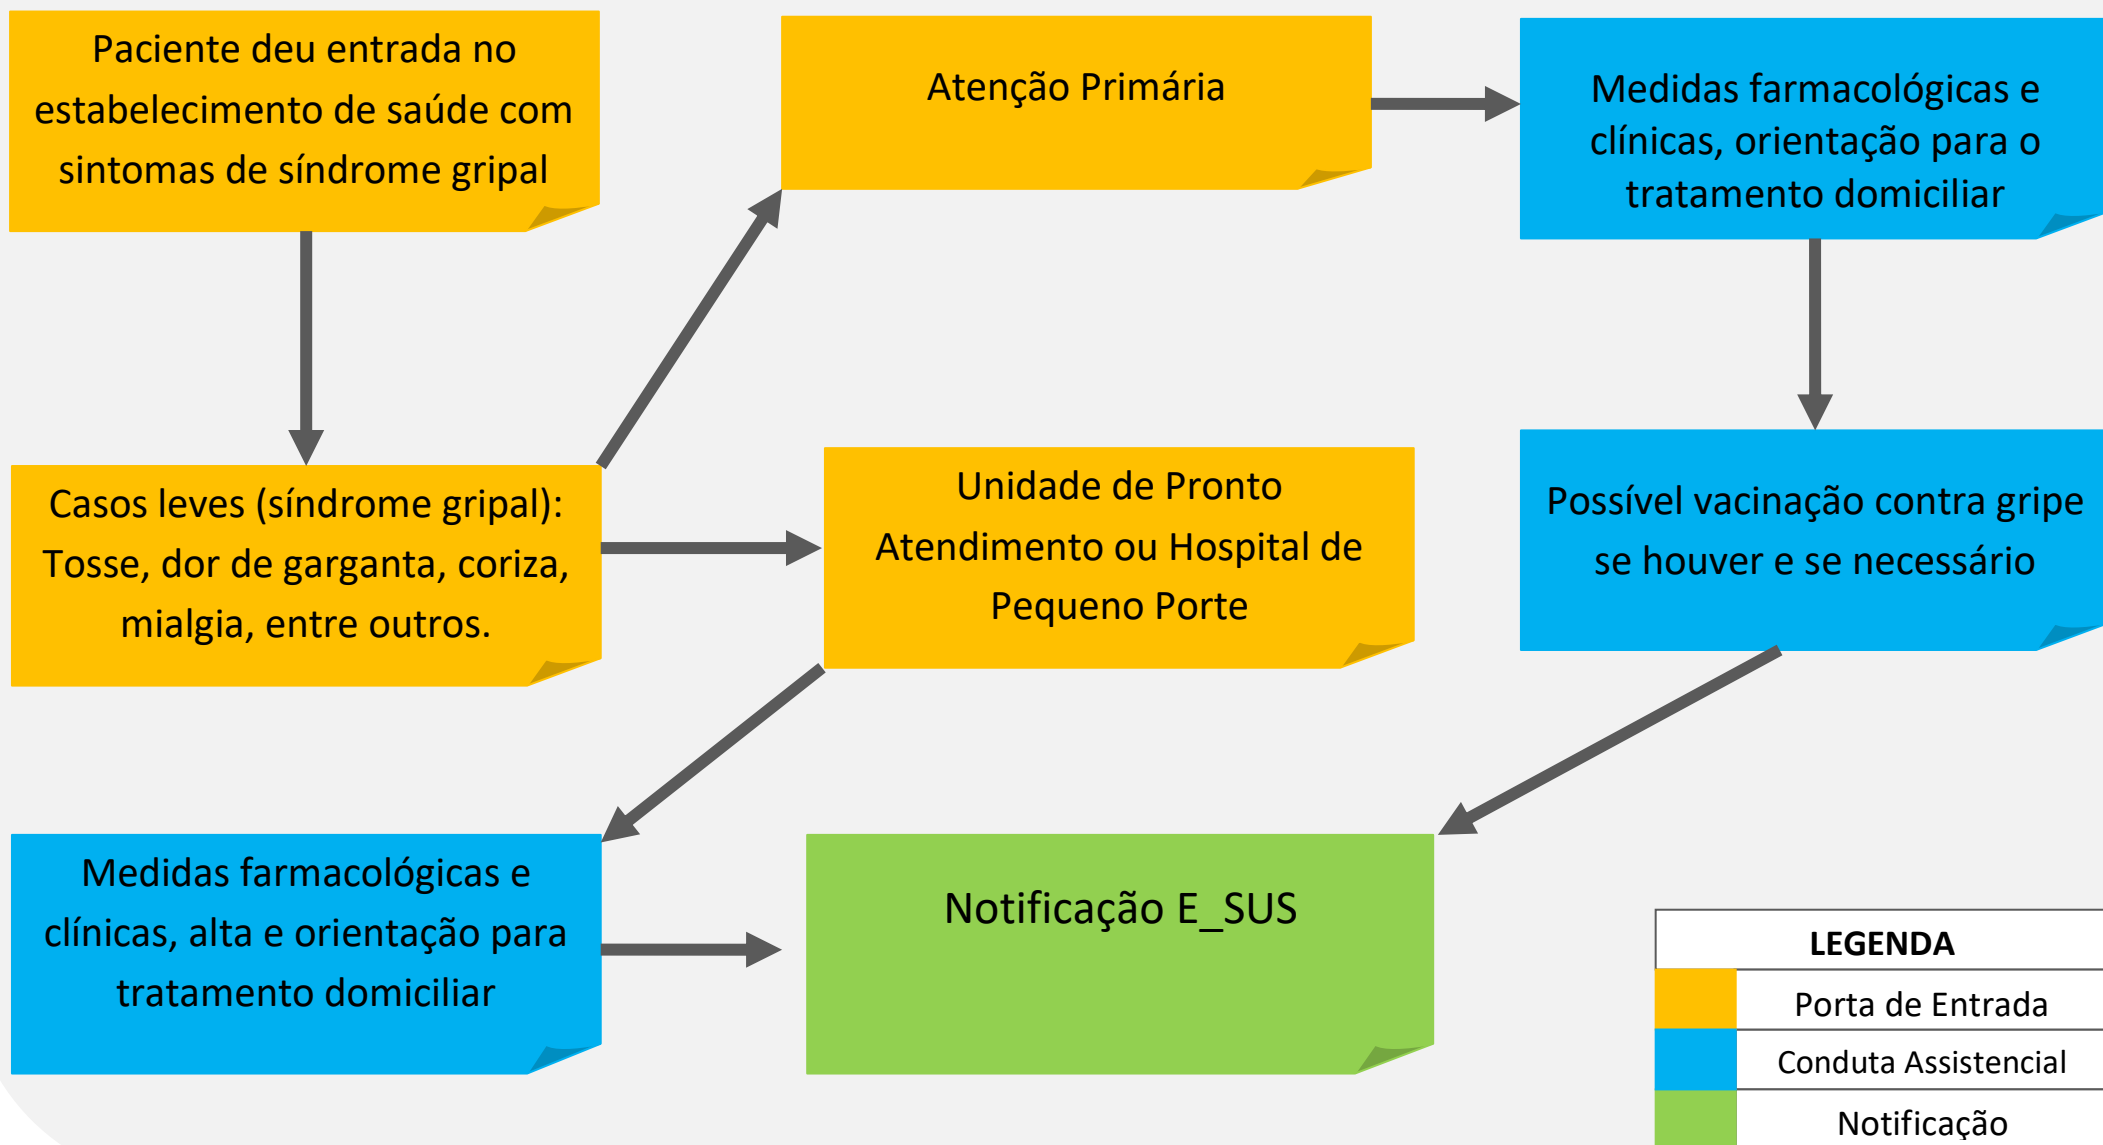 Paciente deu entrada no
estabelecimento de saúde com
sintomas de síndrome gripal
Atenção Primária
Medidas farmacológicas e
clínicas, orientação para o
tratamento domiciliar
Casos leves (síndrome gripal):
Tosse, dor de garganta, coriza,
mialgia, entre outros.
Unidade de Pronto
Atendimento ou Hospital de
Pequeno Porte
Possível vacinação contra gripe
se houver e se necessário
Medidas farmacológicas e
clínicas, alta e orientação para
tratamento domiciliar
Notificação E_SUS
LEGENDA
Porta de Entrada
Conduta Assistencial
Notificação